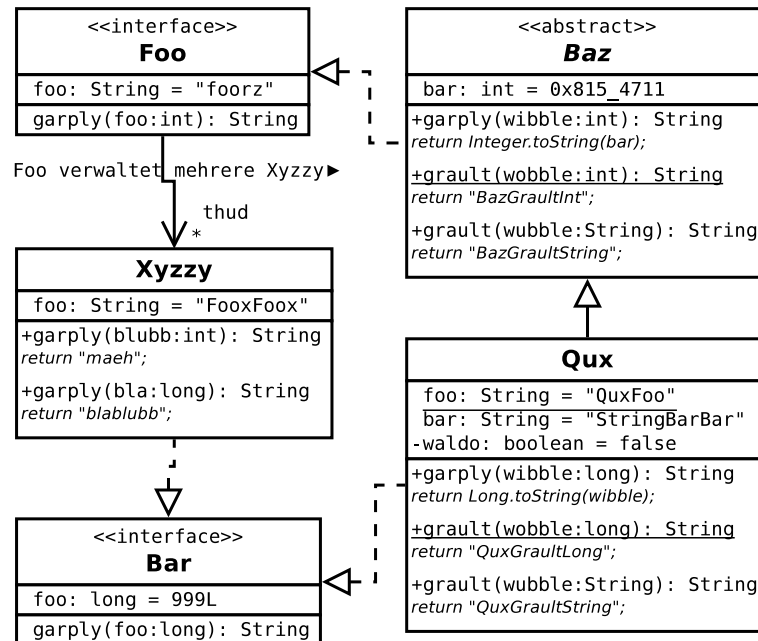 <<interface>>
Foo
foo: String = "foorz"
garply(foo:int): String
Foo verwaltet mehrere Xyzzy▶
thud
*
Xyzzy
foo: String = "FooxFoox"
+garply(blubb:int): String
return "maeh";
+garply(bla:long): String
return "blablubb";
<<interface>>
Bar
foo: long = 999L
garply(foo:long): String
<<abstract>>
Baz
bar: int = 0x815_4711
+garply(wibble:int): String
return Integer.toString(bar);
+grault(wobble:int): String
return "BazGraultInt";
+grault(wubble:String): String
return "BazGraultString";
Qux
foo: String = "QuxFoo"
bar: String = "StringBarBar"
-waldo: boolean = false
+garply(wibble:long): String
return Long.toString(wibble);
+grault(wobble:long): String
return "QuxGraultLong";
+grault(wubble:String): String
return "QuxGraultString";